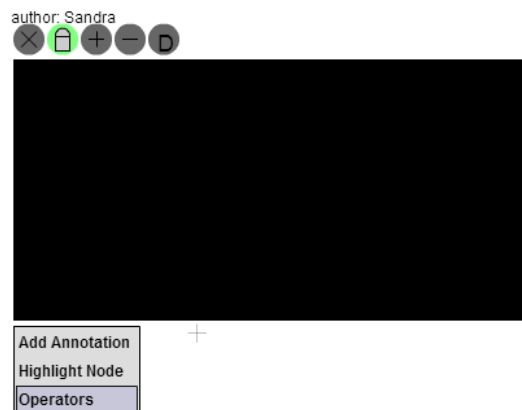 author: Sandra
D
Add Annotation
Highlight Node
Operators